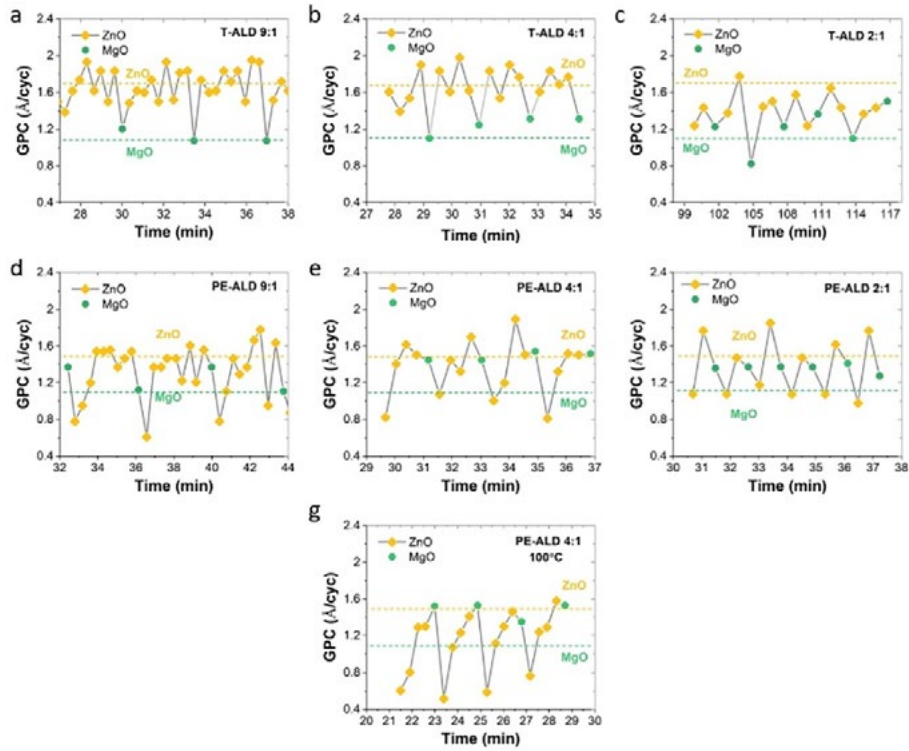 a
T-ALD 9:1
ZnO
MgO
ZnO
MgO
GPC (Å/cyc)
2.4
2.0
1.6
1.2
0.8
0.4
28 30 32 34 36 38
Time (min)
b
T-ALD 4:1
ZnO
MgO
ZnO
MgO
GPC (Å/cyc)
2.4
2.0
1.6
1.2
0.8
0.4
27 28 29 30 31 32 33 34 35
Time (min)
c
T-ALD 2:1
ZnO
MgO
ZnO
MgO
GPC (Å/cyc)
2.4
2.0
1.6
1.2
0.8
0.4
99 102 105 108 111 114 117
Time (min)
d
PE-ALD 9:1
ZnO
MgO
ZnO
MgO
GPC (Å/cyc)
2.4
2
1.6
1.2
0.8
0.4
32 34 36 38 40 42 44
Time (min)
e
PE-ALD 4:1
ZnO
MgO
ZnO
MgO
GPC (Å/cyc)
2.4
2
1.6
1.2
0.8
0.4
29 30 31 32 33 34 35 36 37
Time (min)
PE-ALD 2:1
ZnO
MgO
ZnO
MgO
GPC (Å/cyc)
2.4
2
1.6
1.2
0.8
0.4
30 31 32 33 34 35 36 37 38
Time (min)
g
PE-ALD 4:1
100°C
ZnO
MgO
ZnO
MgO
GPC (Å/cyc)
2.4
2
1.6
1.2
0.8
0.4
20 21 22 23 24 25 26 27 28 29 30
Time (min)